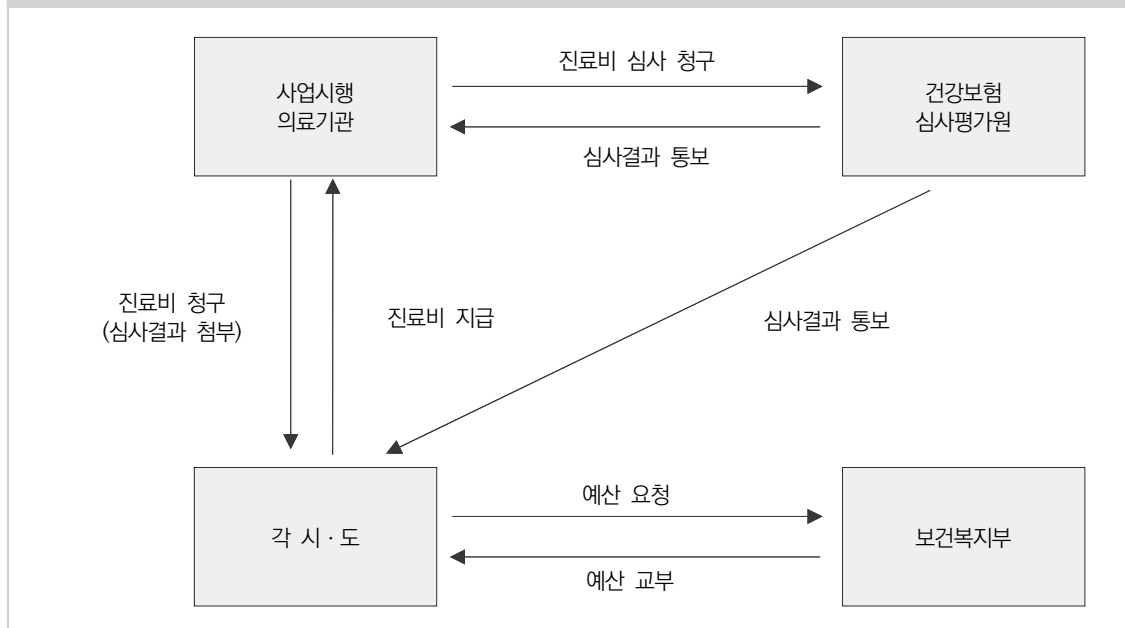 사업시행
의료기관
진료비 심사 청구
심사결과 통보
건강보험
심사평가원
진료비 청구
(심사결과 첨부)
진료비 지급
심사결과 통보
각 시·도
예산 요청
예산 교부
보건복지부